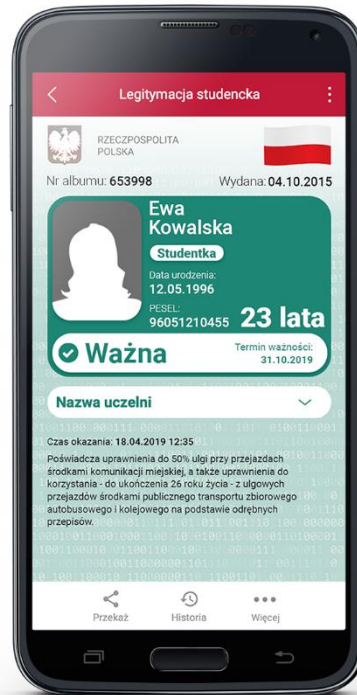 Legitymacja studencka
RZECZPOSPOLITA
POLSKA
Nr albumu: 653998 Wydana: 04.10.2015
Ewa
Kowalska
Studentka
Data urodzenia:
12.05.1996
PESEL:
96051210455 23 lata
Ważna
Termin ważności:
31.10.2019
Nazwa uczelni
Czas okazania: 18.04.2019 12:35
Poświadcza uprawnienia do 50% ulgi przy przejazdach
środkami komunikacji miejskiej, a także uprawnienia do
korzystania - do ukończenia 26 roku życia - z ulgowych
przejazdów środkami publicznego transportu zbiorowego
autobusowego i kolejowego na podstawie odrębnych
przepisów.
Przekaż Historia Więcej